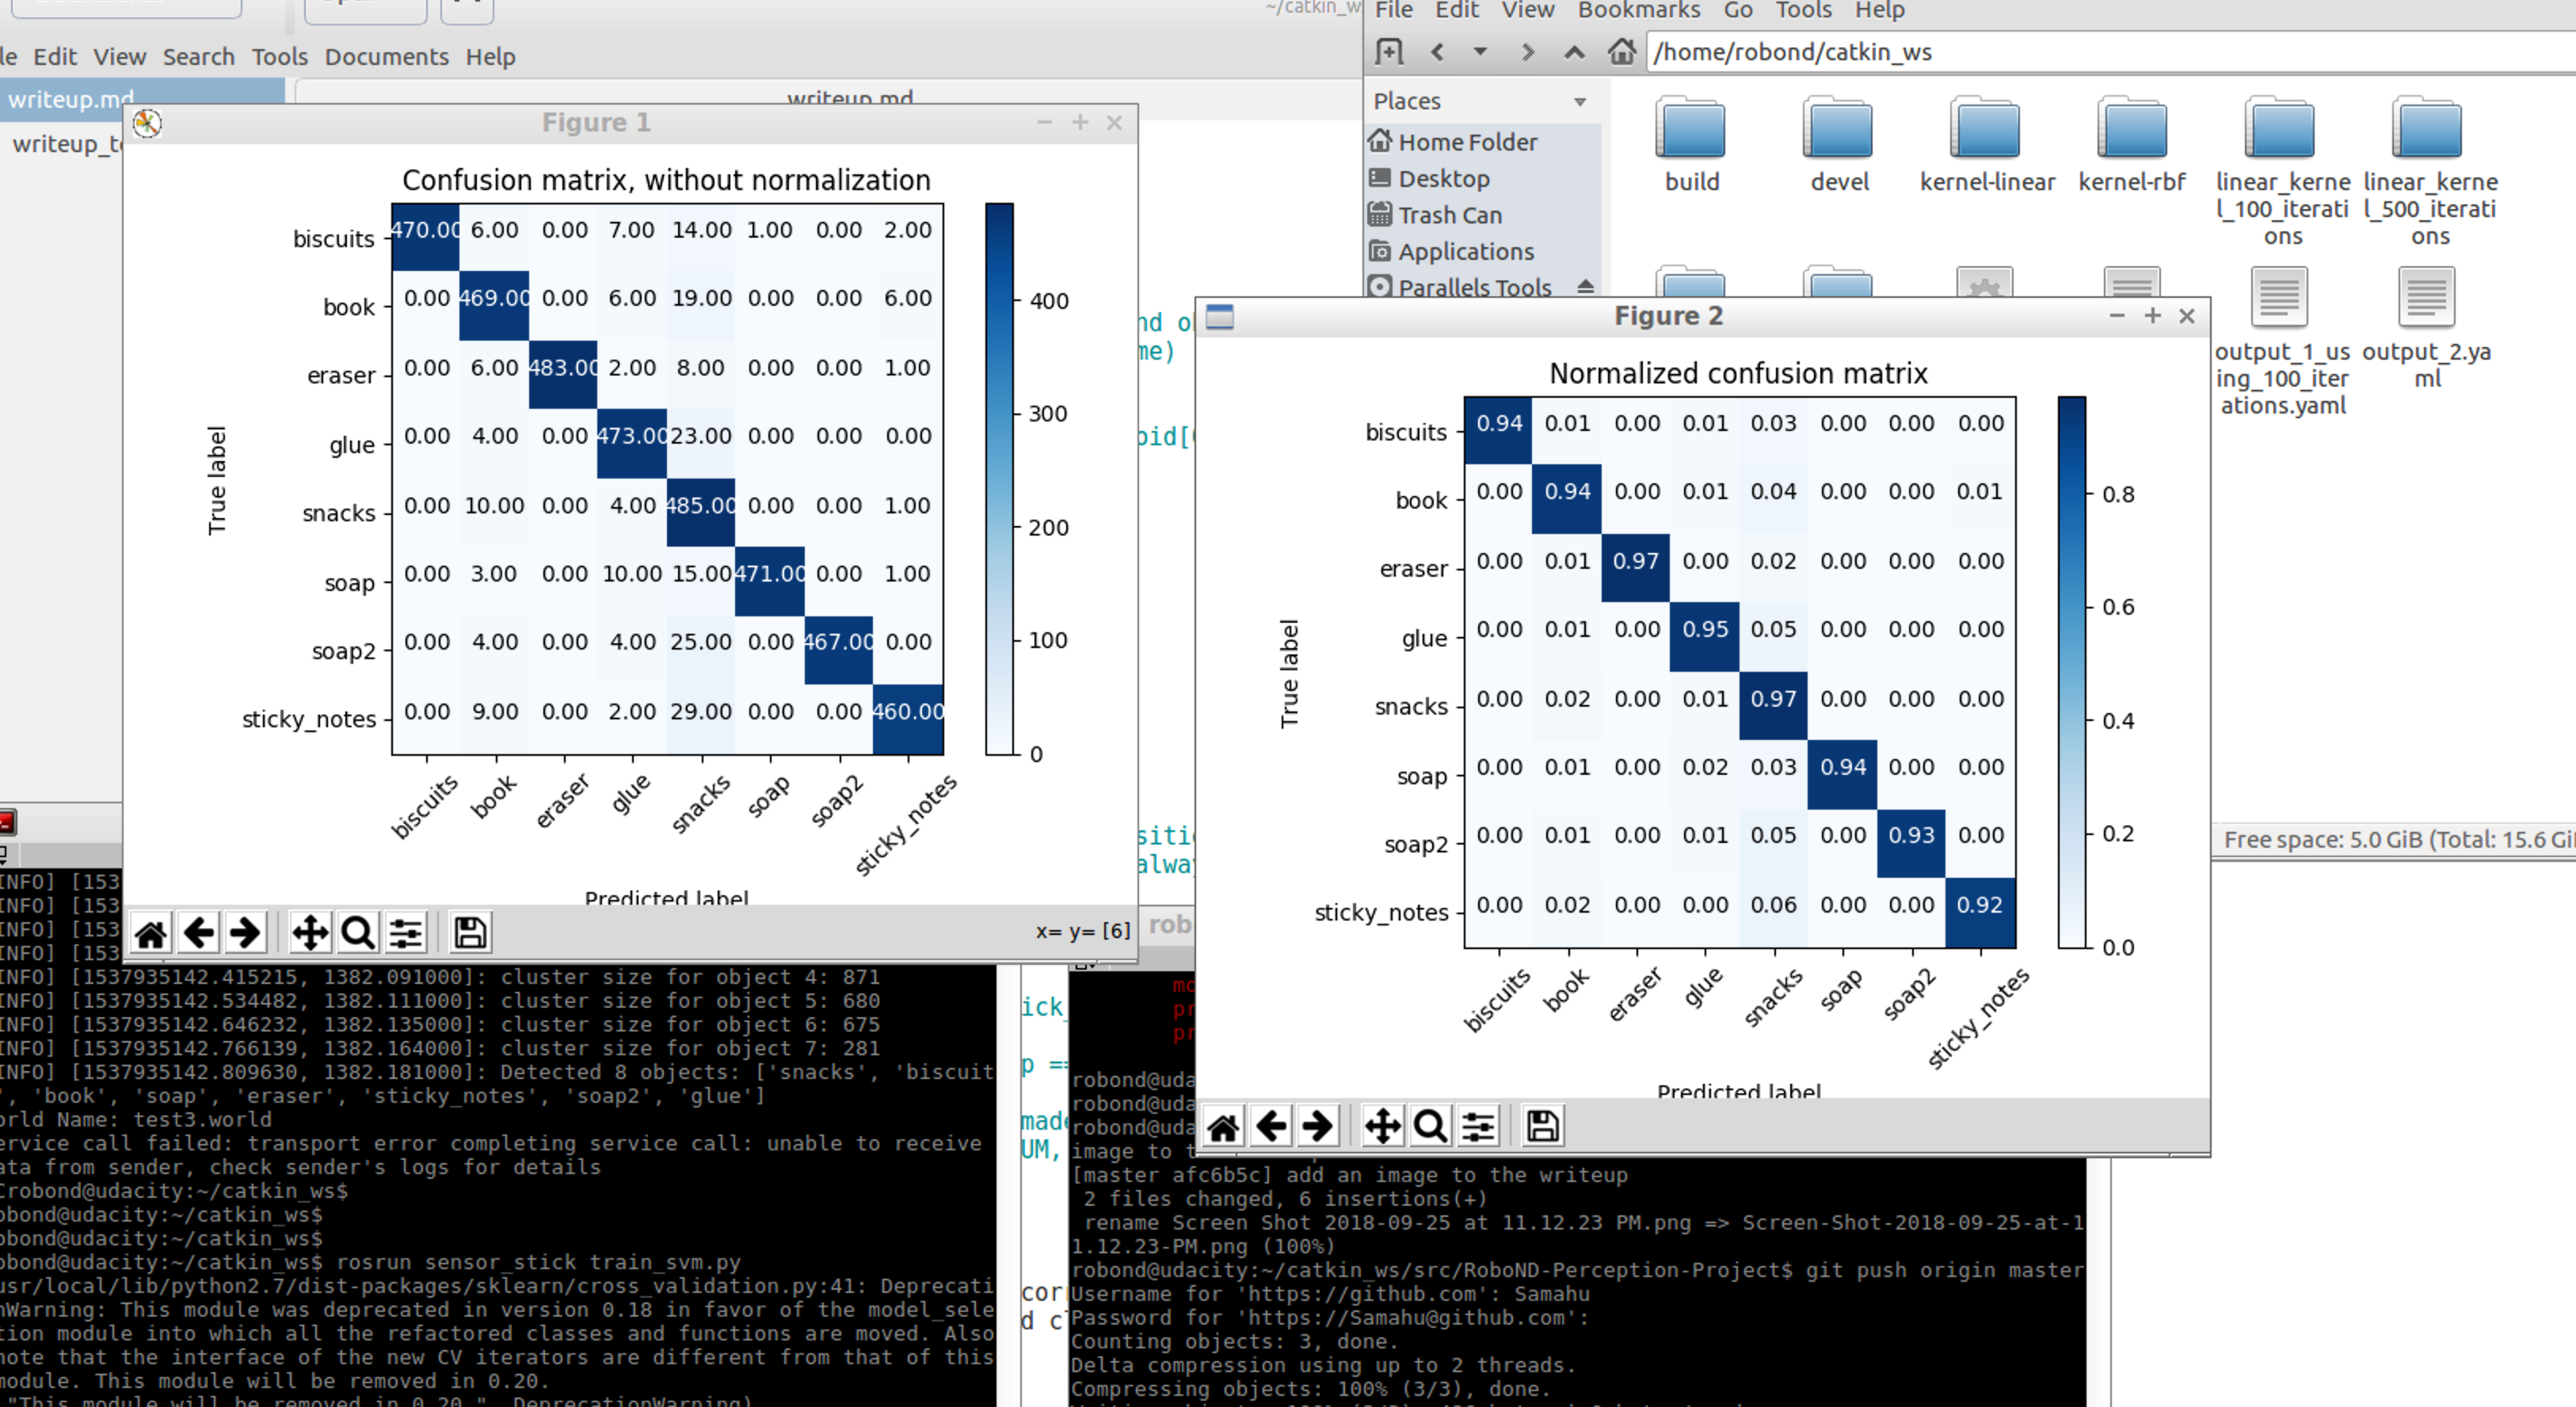 Open
~/catkin_w
le Edit View Search Tools Documents Help
writeup.md
writeup.md
File Edit View Bookmarks Go Tools Help
/home/robond/catkin_ws
Places
Home Folder
Desktop
Trash Can
Applications
Parallels Tools
build
devel
kernel-linear
kernel-rbf
linear_kerne
l_100_iterati
ons
linear_kerne
l_500_iterati
ons
output_1_us
ing_100_iter
ations.yaml
output_2.ya
ml
Free space: 5.0 GiB (Total: 15.6 Gi
Figure 1
Confusion matrix, without normalization
True label
biscuits 470.00 6.00 0.00 7.00 14.00 1.00 0.00 2.00
book 0.00 469.00 0.00 6.00 19.00 0.00 0.00 6.00
eraser 0.00 6.00 483.00 2.00 8.00 0.00 0.00 1.00
glue 0.00 4.00 0.00 473.00 23.00 0.00 0.00 0.00
snacks 0.00 10.00 0.00 4.00 485.00 0.00 0.00 1.00
soap 0.00 3.00 0.00 10.00 15.00 471.00 0.00 1.00
soap2 0.00 4.00 0.00 4.00 25.00 0.00 467.00 0.00
sticky_notes 0.00 9.00 0.00 2.00 29.00 0.00 0.00 460.00
biscuits book eraser glue snacks soap soap2 sticky_notes
Predicted label
400
300
200
100
0
x= y= [6]
Figure 2
Normalized confusion matrix
True label
biscuits 0.94 0.01 0.00 0.01 0.03 0.00 0.00 0.00
book 0.00 0.94 0.00 0.01 0.04 0.00 0.00 0.01
eraser 0.00 0.01 0.97 0.00 0.02 0.00 0.00 0.00
glue 0.00 0.01 0.00 0.95 0.05 0.00 0.00 0.00
snacks 0.00 0.02 0.00 0.01 0.97 0.00 0.00 0.00
soap 0.00 0.01 0.00 0.02 0.03 0.94 0.00 0.00
soap2 0.00 0.01 0.00 0.01 0.05 0.00 0.93 0.00
sticky_notes 0.00 0.02 0.00 0.00 0.06 0.00 0.00 0.92
biscuits book eraser glue snacks soap soap2 sticky_notes
Predicted label
0.8
0.6
0.4
0.2
0.0
INFO] [153
INFO] [153
INFO] [153
INFO] [153
INFO] [1537935142.415215, 1382.091000]: cluster size for object 4: 871
INFO] [1537935142.534482, 1382.111000]: cluster size for object 5: 680
INFO] [1537935142.646232, 1382.135000]: cluster size for object 6: 675
INFO] [1537935142.766139, 1382.164000]: cluster size for object 7: 281
INFO] [1537935142.809630, 1382.181000]: Detected 8 objects: ['snacks', 'biscuit
', 'book', 'soap', 'eraser', 'sticky_notes', 'soap2', 'glue']
orld Name: test3.world
ervice call failed: transport error completing service call: unable to receive
ata from sender, check sender's logs for details
Crobond@udacity:~/catkin_ws$
obond@udacity:~/catkin_ws$
obond@udacity:~/catkin_ws$
obond@udacity:~/catkin_ws$ rosrun sensor_stick train_svm.py
usr/local/lib/python2.7/dist-packages/sklearn/cross_validation.py:41: Deprecati
nWarning: This module was deprecated in version 0.18 in favor of the model_sele
tion module into which all the refactored classes and functions are moved. Also
note that the interface of the new CV iterators are different from that of this
module. This module will be removed in 0.20.
"This module will be removed in 0.20.", DeprecationWarning)
nd o
me)
oid[
sitio
alway
ick_
p ==
made
UM,
cor
d c
rob
mo
pr
pr
robond@uda
robond@uda
robond@uda
image to t
[master afc6b5c] add an image to the writeup
2 files changed, 6 insertions(+)
rename Screen Shot 2018-09-25 at 11.12.23 PM.png => Screen-Shot-2018-09-25-at-1
1.12.23-PM.png (100%)
robond@udacity:~/catkin_ws/src/RoboND-Perception-Project$ git push origin master
Username for 'https://github.com': Samahu
Password for 'https://Samahu@github.com':
Counting objects: 3, done.
Delta compression using up to 2 threads.
Compressing objects: 100% (3/3), done.